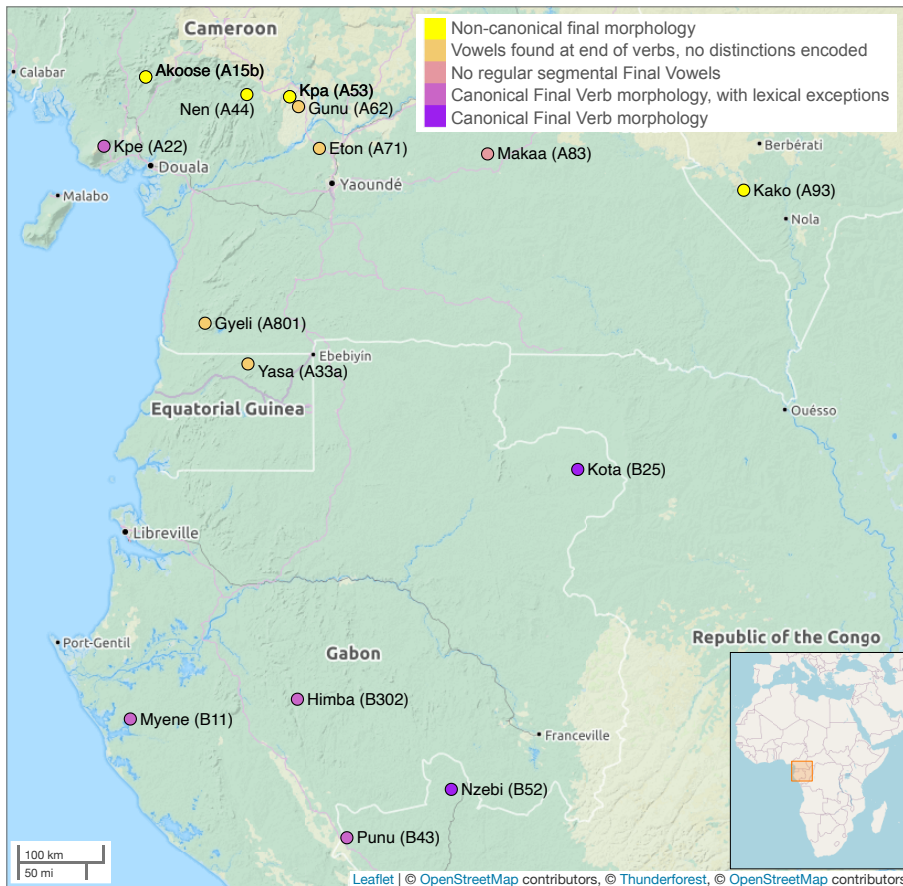 Cameroon
Non-canonical final morphology
Vowels found at end of verbs, no distinctions encoded
No regular segmental Final Vowels
Canonical Final Verb morphology, with lexical exceptions
Canonical Final Verb morphology
Calabar
Akoose (A15b)
Nen (A44)
Kpa (A53)
Gunu (A62)
Kpe (A22)
Douala
Eton (A71)
Makaa (A83)
Berbérati
Malabo
Yaoundé
Kako (A93)
Nola
Gyeli (A801)
Ebebiyín
Yasa (A33a)
Equatorial Guinea
Ouésso
Kota (B25)
Libreville
Port-Gentil
Gabon
Republic of the Congo
Himba (B302)
Myene (B11)
Franceville
Nzebi (B52)
Punu (B43)
100 km
50 mi
Leaflet | © OpenStreetMap contributors, © Thunderforest, © OpenStreetMap contributors